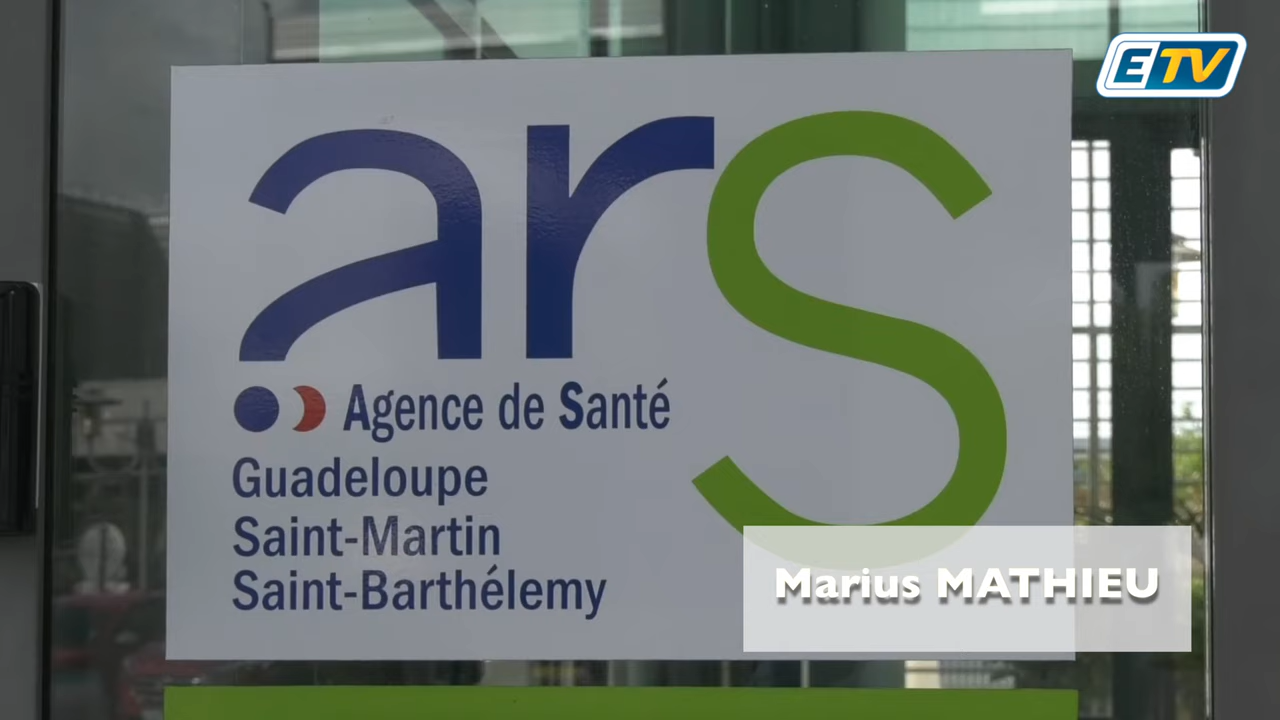 ETV
ars
Agence de Santé
Guadeloupe
Saint-Martin
Saint-Barthélemy
Marius MATHIEU